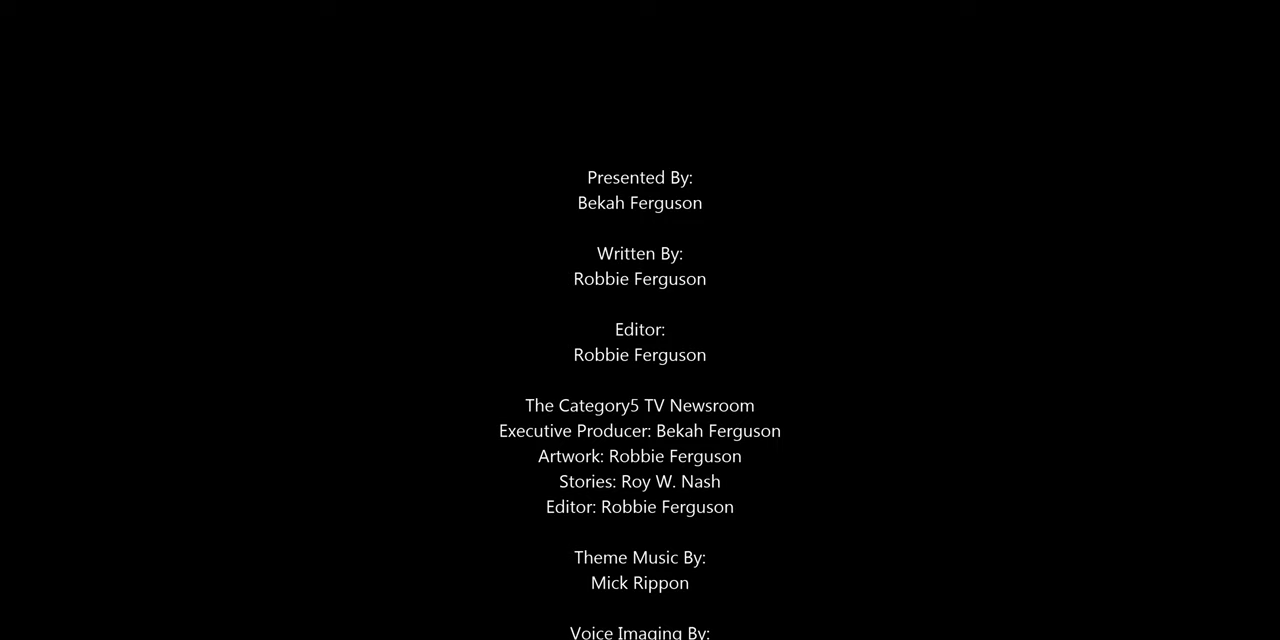 Presented By:
Bekah Ferguson
Written By:
Robbie Ferguson
Editor:
Robbie Ferguson
The Category5 TV Newsroom
Executive Producer: Bekah Ferguson
Artwork: Robbie Ferguson
Stories: Roy W. Nash
Editor: Robbie Ferguson
Theme Music By:
Mick Rippon
Voice Imaging By: